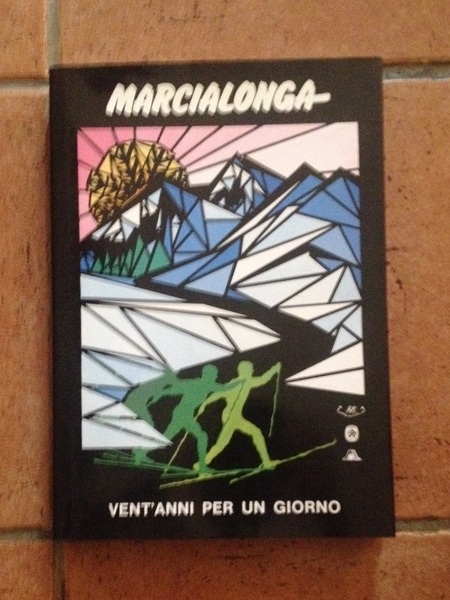 MARCIALONGA
VENT'ANNI PER UN GIORNO